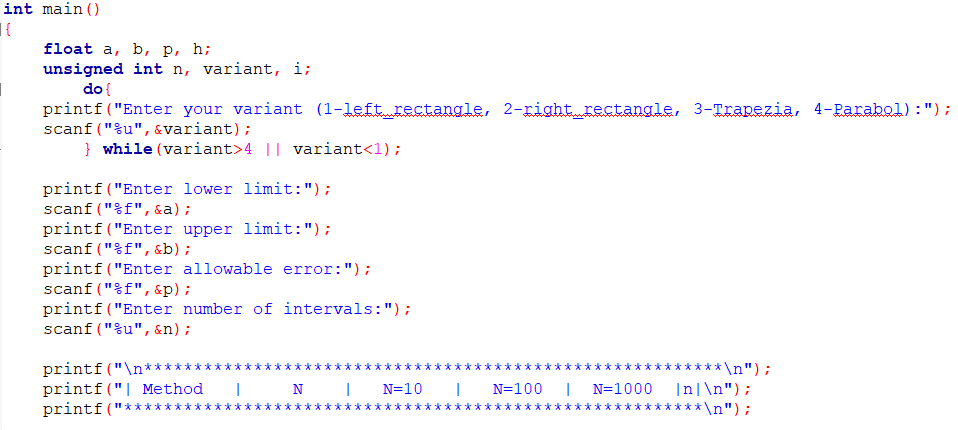 int main()
{
    float a, b, p, h;
    unsigned int n, variant, i;
        do{
    printf("Enter your variant (1-left_rectangle, 2-right_rectangle, 3-Trapezia, 4-Parabol):");
    scanf("%u",&variant);
        } while(variant>4 || variant<1);

    printf("Enter lower limit:");
    scanf("%f",&a);
    printf("Enter upper limit:");
    scanf("%f",&b);
    printf("Enter allowable error:");
    scanf("%f",&p);
    printf("Enter number of intervals:");
    scanf("%u",&n);

    printf("\n**********************************************************\n");
    printf("| Method   |     N    |   N=10   |   N=100  |  N=1000  |n|\n");
    printf("**********************************************************\n");